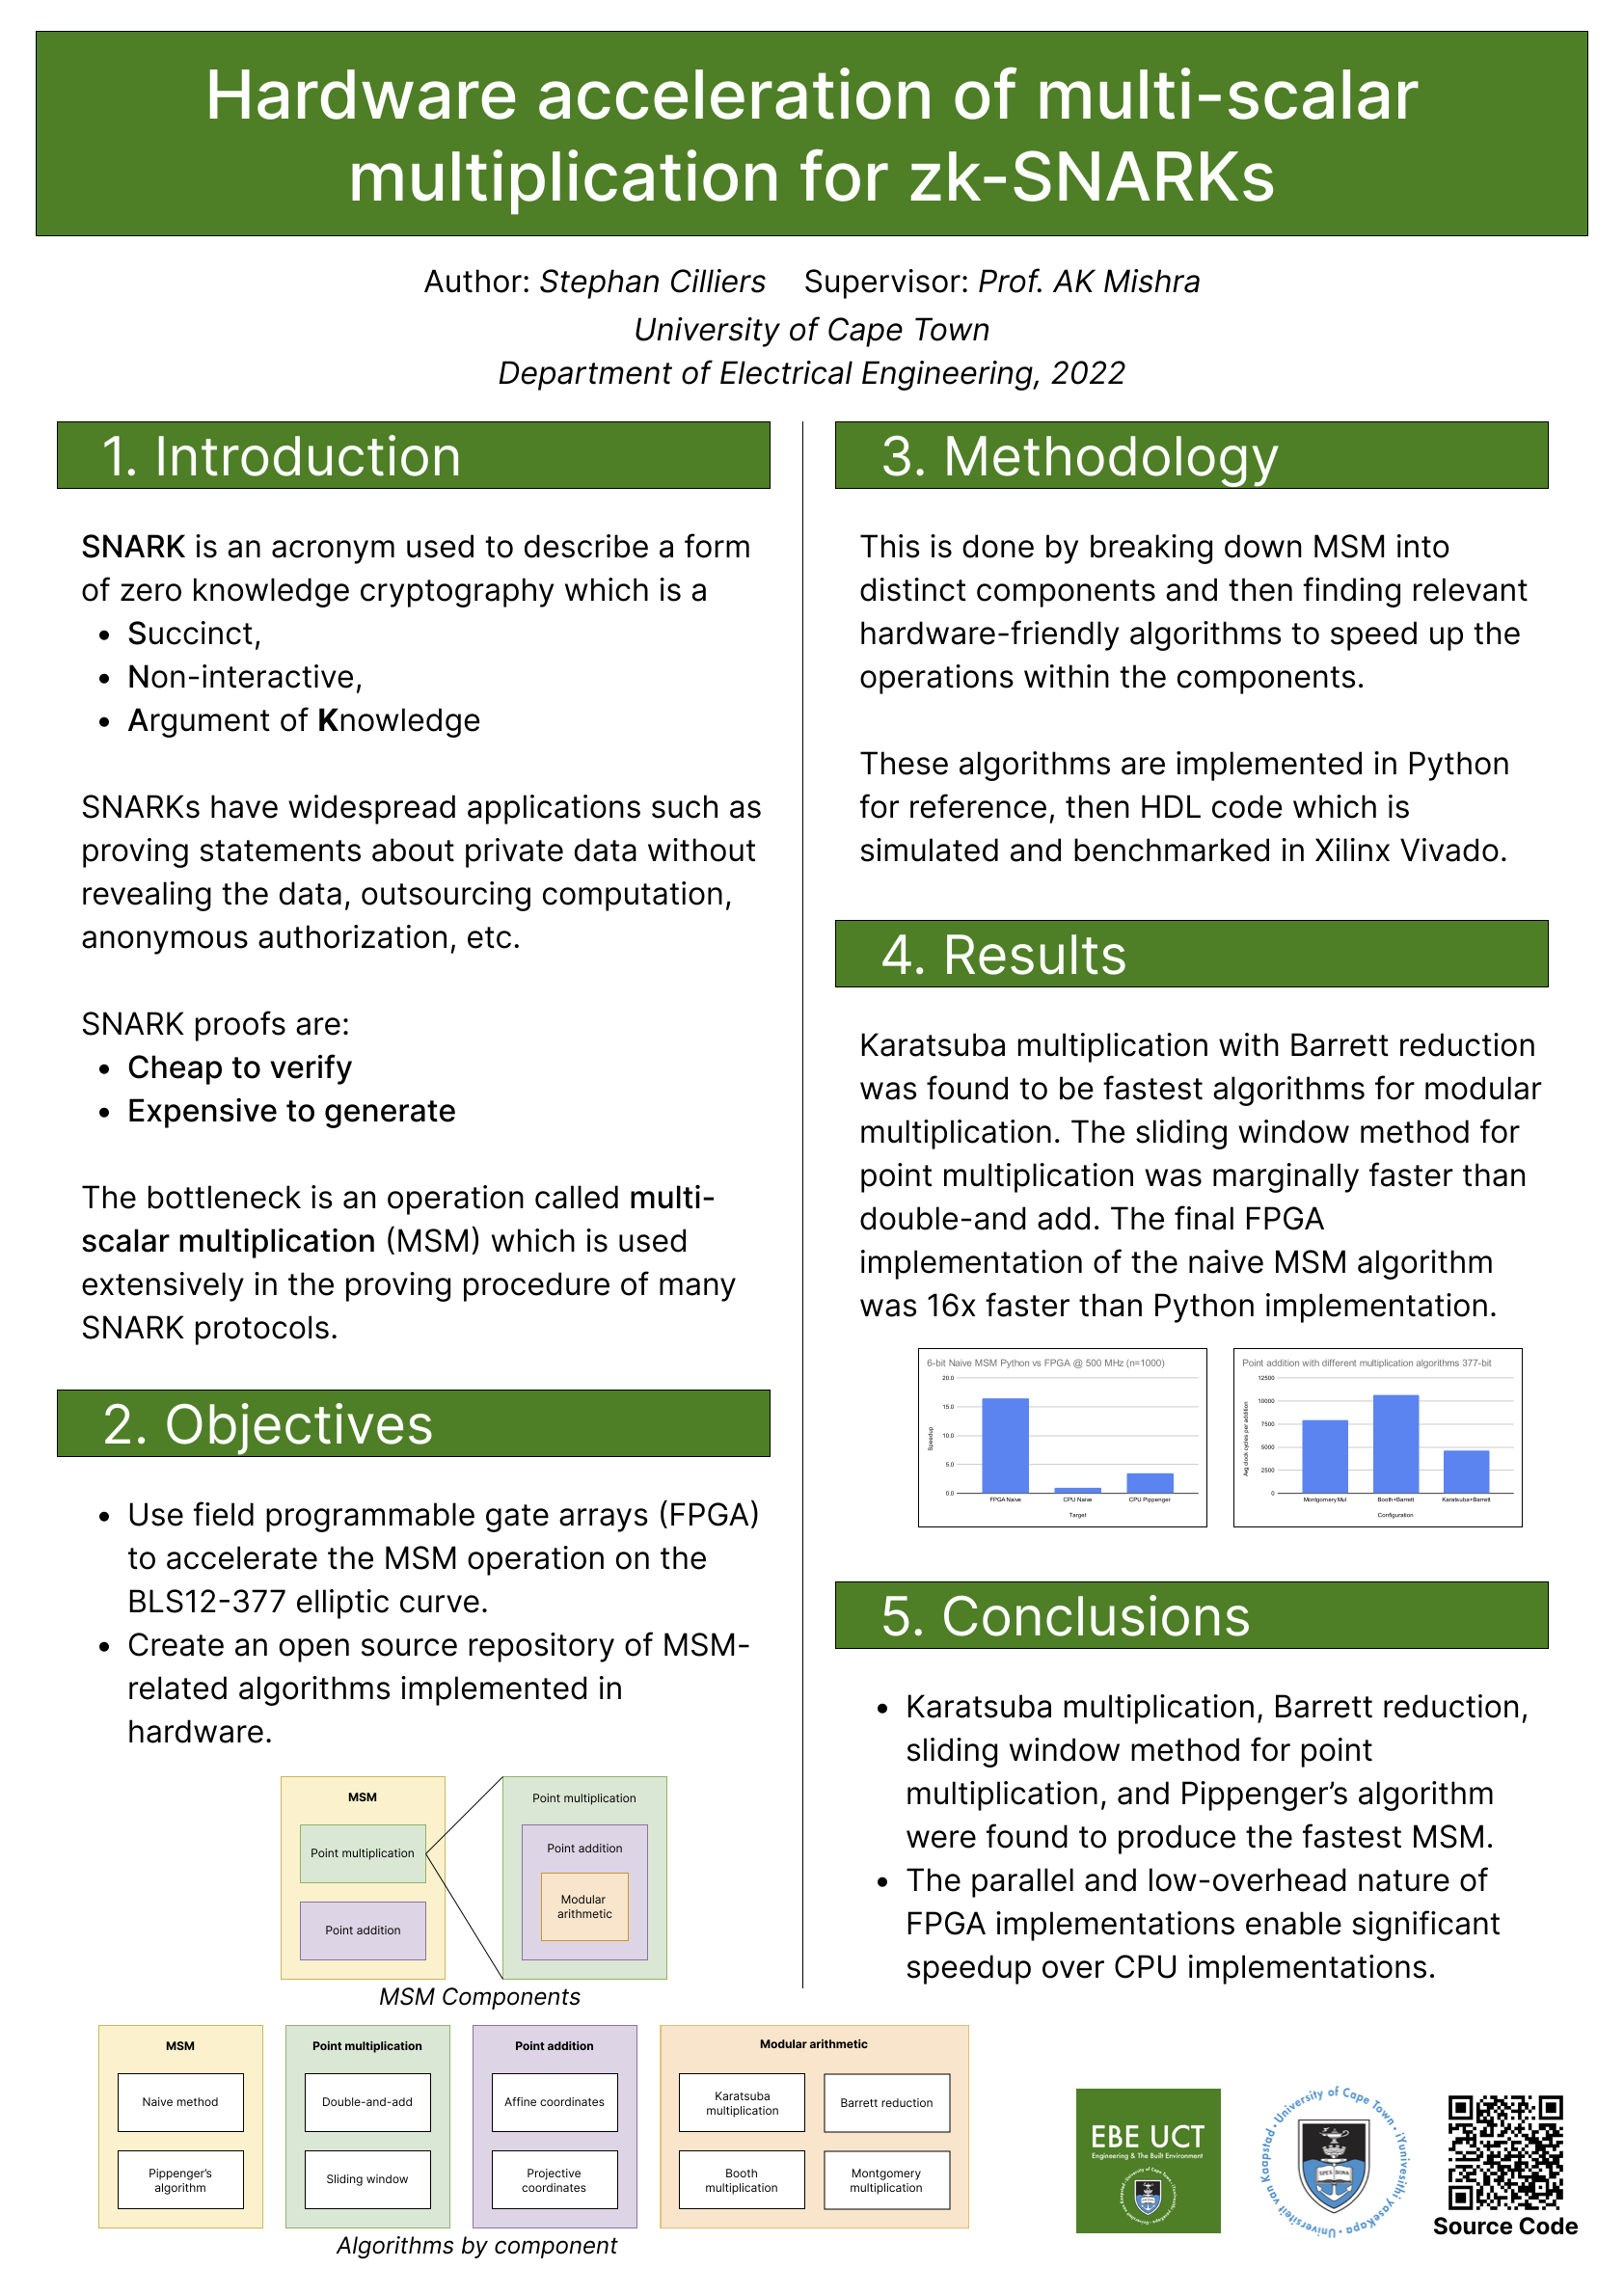 Hardware acceleration of multi-scalar
multiplication for zk-SNARKs
Author: Stephan Cilliers Supervisor: Prof. AK Mishra
University of Cape Town
Department of Electrical Engineering, 2022
1. Introduction
SNARK is an acronym used to describe a form
of zero knowledge cryptography which is a
• Succinct,
• Non-interactive,
• Argument of Knowledge
SNARKs have widespread applications such as
proving statements about private data without
revealing the data, outsourcing computation,
anonymous authorization, etc.
SNARK proofs are:
• Cheap to verify
• Expensive to generate
The bottleneck is an operation called multi-
scalar multiplication (MSM) which is used
extensively in the proving procedure of many
SNARK protocols.
2. Objectives
• Use field programmable gate arrays (FPGA)
to accelerate the MSM operation on the
BLS12-377 elliptic curve.
• Create an open source repository of MSM-
related algorithms implemented in
hardware.
MSM
Point multiplication
Point addition
Point multiplication
Point addition
Modular
arithmetic
MSM Components
3. Methodology
This is done by breaking down MSM into
distinct components and then finding relevant
hardware-friendly algorithms to speed up the
operations within the components.
These algorithms are implemented in Python
for reference, then HDL code which is
simulated and benchmarked in Xilinx Vivado.
4. Results
Karatsuba multiplication with Barrett reduction
was found to be fastest algorithms for modular
multiplication. The sliding window method for
point multiplication was marginally faster than
double-and add. The final FPGA
implementation of the naive MSM algorithm
was 16x faster than Python implementation.
6-bit Naive MSM Python vs FPGA @ 500 MHz (n=1000)
Speedup
20.0
15.0
10.0
5.0
0.0
FPGA Naive CPU Naive CPU Pippenger
Target
Point addition with different multiplication algorithms 377-bit
Avg clock cycles per addition
12500
10000
7500
5000
2500
0
MontgomeryMul Booth+Barrett Karatsuba+Barrett
Configuration
5. Conclusions
• Karatsuba multiplication, Barrett reduction,
sliding window method for point
multiplication, and Pippenger’s algorithm
were found to produce the fastest MSM.
• The parallel and low-overhead nature of
FPGA implementations enable significant
speedup over CPU implementations.
MSM
Naive method
Pippenger’s
algorithm
Point multiplication
Double-and-add
Sliding window
Point addition
Affine coordinates
Projective
coordinates
Modular arithmetic
Karatsuba
multiplication
Barrett reduction
Booth
multiplication
Montgomery
multiplication
Algorithms by component
EBE UCT
Engineering & The Built Environment
University of Cape Town · iYunivesithi yaseKapa · Universiteit van Kaapstad ·
SPES BONA
Source Code